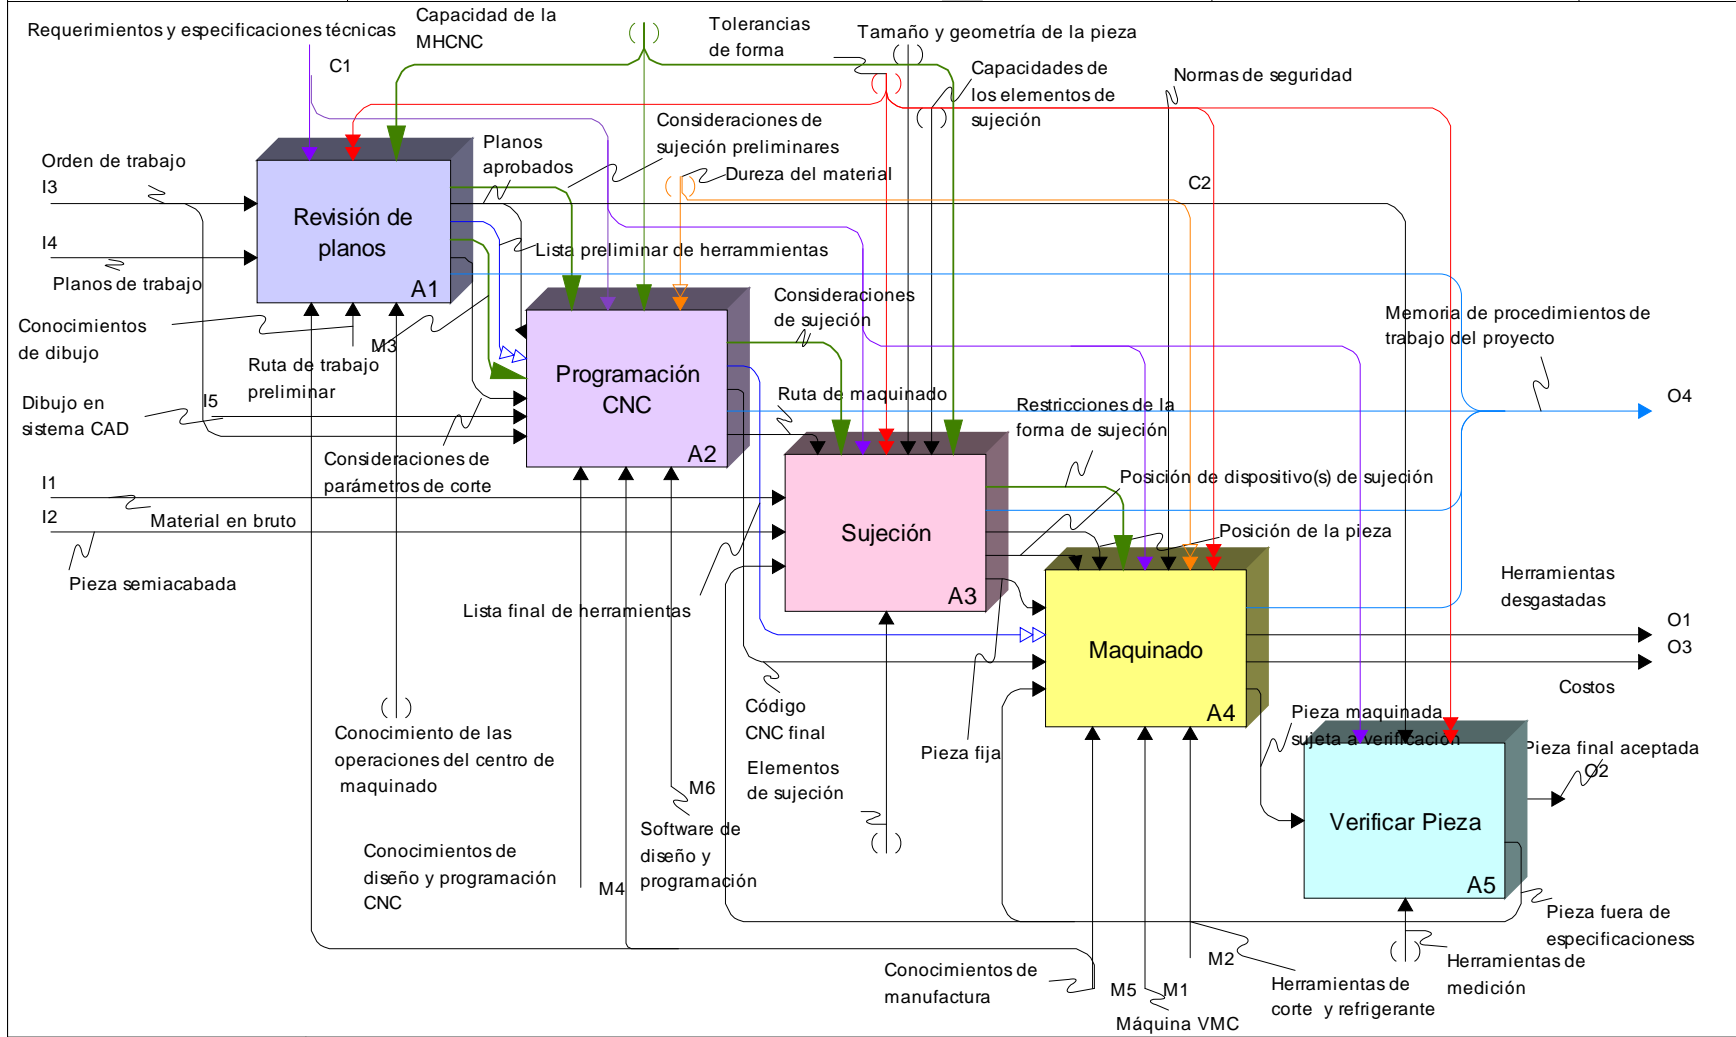 Requerimientos y especificaciones técnicas
C1
Capacidad de la
MHCNC
Tolerancias
de forma
Tamaño y geometría de la pieza
Capacidades de
los elementos de
sujeción
Normas de seguridad
Orden de trabajo
I3
I4
Planos de trabajo
Revisión de
planos
A1
Planos
aprobados
Consideraciones de
sujeción preliminares
Dureza del material
C2
Lista preliminar de herrammientas
Conocimientos
de dibujo
M3
Ruta de trabajo
preliminar
Dibujo en
sistema CAD
I5
Programación
CNC
A2
Consideraciones
de sujeción
Ruta de maquinado
Memoria de procedimientos de
trabajo del proyecto
O4
Restricciones de la
forma de sujeción
Consideraciones de
parámetros de corte
I1
Material en bruto
I2
Pieza semiacabada
Sujeción
A3
Posición de dispositivo(s) de sujeción
Posición de la pieza
Lista final de herramientas
Herramientas
desgastadas
O1
O3
Costos
Maquinado
A4
Código
CNC final
Pieza fija
Pieza maquinada
sujeta a verificación
Pieza final aceptada
O2
Conocimiento de las
operaciones del centro de
maquinado
Elementos
de sujeción
M6
Software de
diseño y
programación
Conocimientos de
diseño y programación
CNC
M4
Verificar Pieza
A5
Pieza fuera de
especificacioness
Conocimientos de
manufactura
M5
M1
Máquina VMC
M2
Herramientas de
corte y refrigerante
Herramientas de
medición